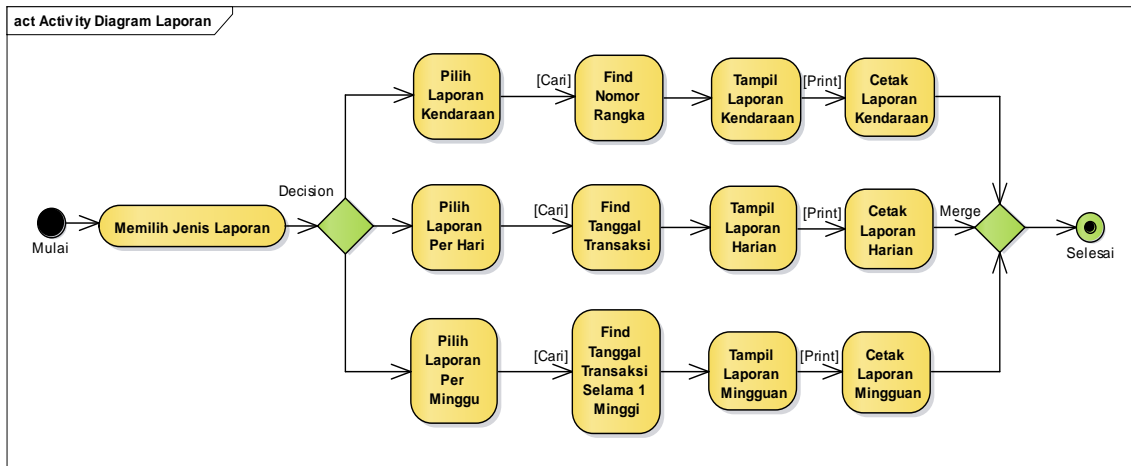 act Activity Diagram Laporan
Mulai
Memilih Jenis Laporan
Decision
Pilih
Laporan
Kendaraan
[Cari]
Find
Nomor
Rangka
Tampil
Laporan
Kendaraan
[Print]
Cetak
Laporan
Kendaraan
Pilih
Laporan
Per Hari
[Cari]
Find
Tanggal
Transaksi
Tampil
Laporan
Harian
[Print]
Cetak
Laporan
Harian
Pilih
Laporan
Per
Minggu
[Cari]
Find
Tanggal
Transaksi
Selama 1
Minggi
Tampil
Laporan
Mingguan
[Print]
Cetak
Laporan
Mingguan
Merge
Selesai